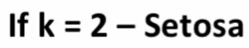 If k = 2 – Setosa